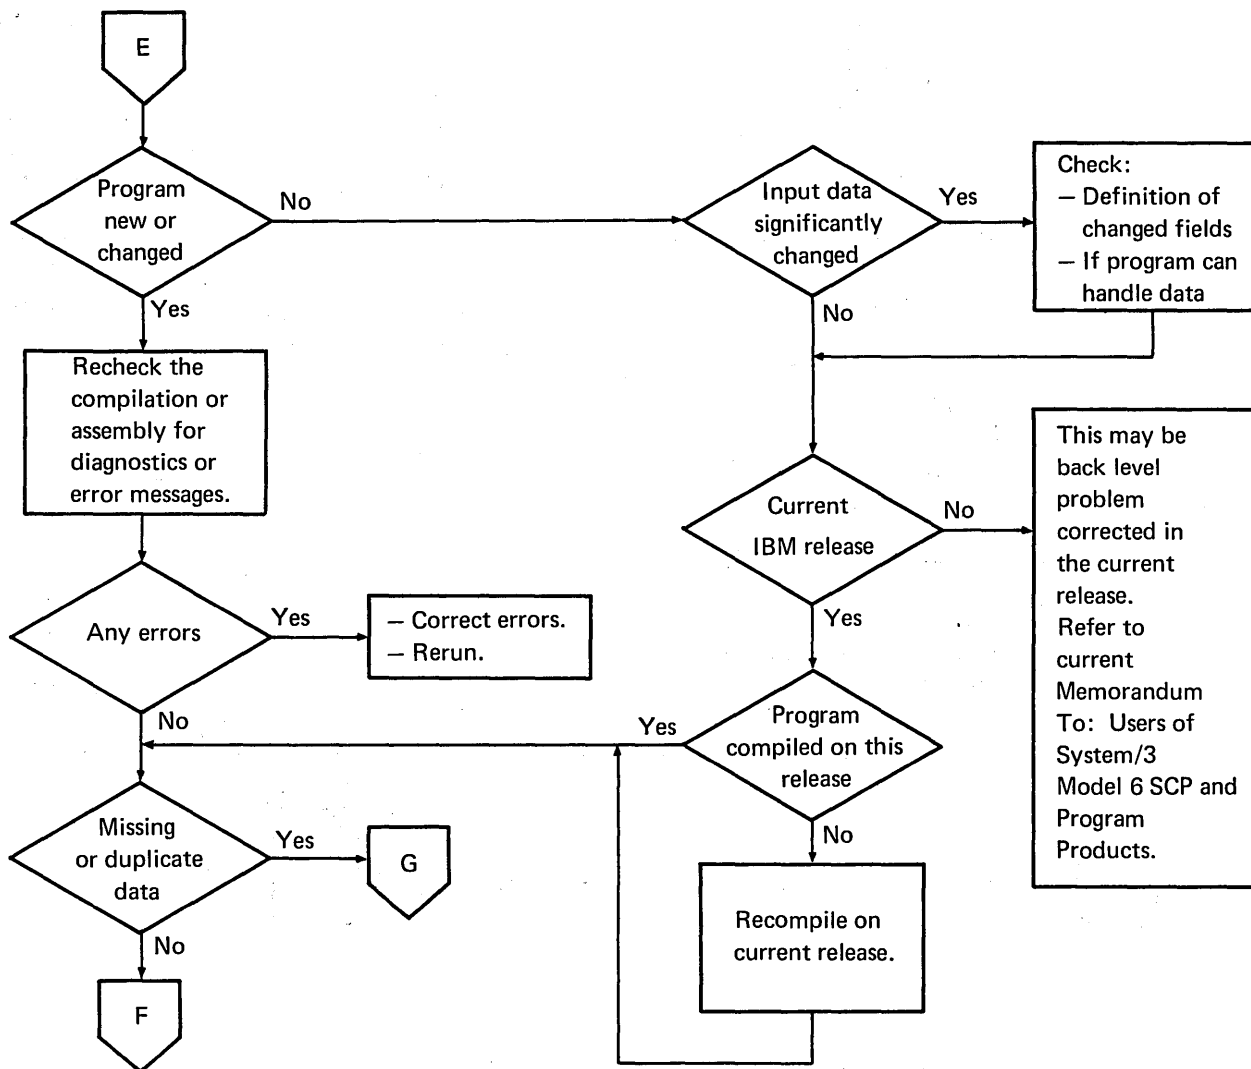 E
Program
new or
changed
No
Yes
Input data
significantly
changed
Yes
No
Check:
— Definition of
changed fields
— If program can
handle data
Recheck the
compilation or
assembly for
diagnostics or
error messages.
Current
IBM release
No
Yes
This may be
back level
problem
corrected in
the current
release.
Refer to
current
Memorandum
To: Users of
System/3
Model 6 SCP and
Program
Products.
Any errors
Yes
No
— Correct errors.
— Rerun.
Program
compiled on this
release
Yes
No
Missing
or duplicate
data
Yes
No
G
Recompile on
current release.
F